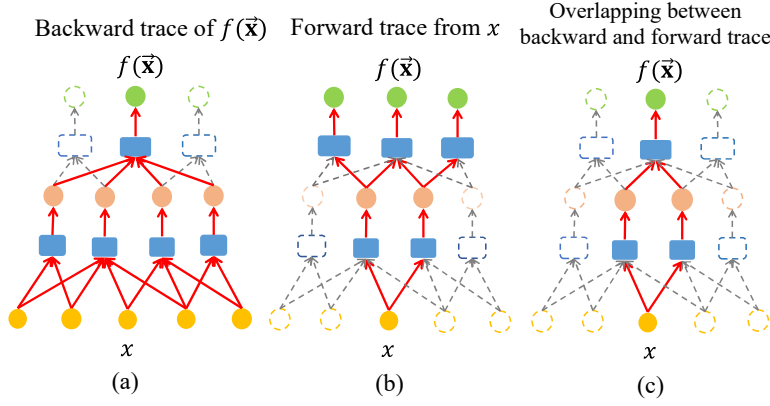 Backward trace of f(x⃗)
f(x⃗)
x
(a)
Forward trace from x
f(x⃗)
x
(b)
Overlapping between
backward and forward trace
f(x⃗)
x
(c)